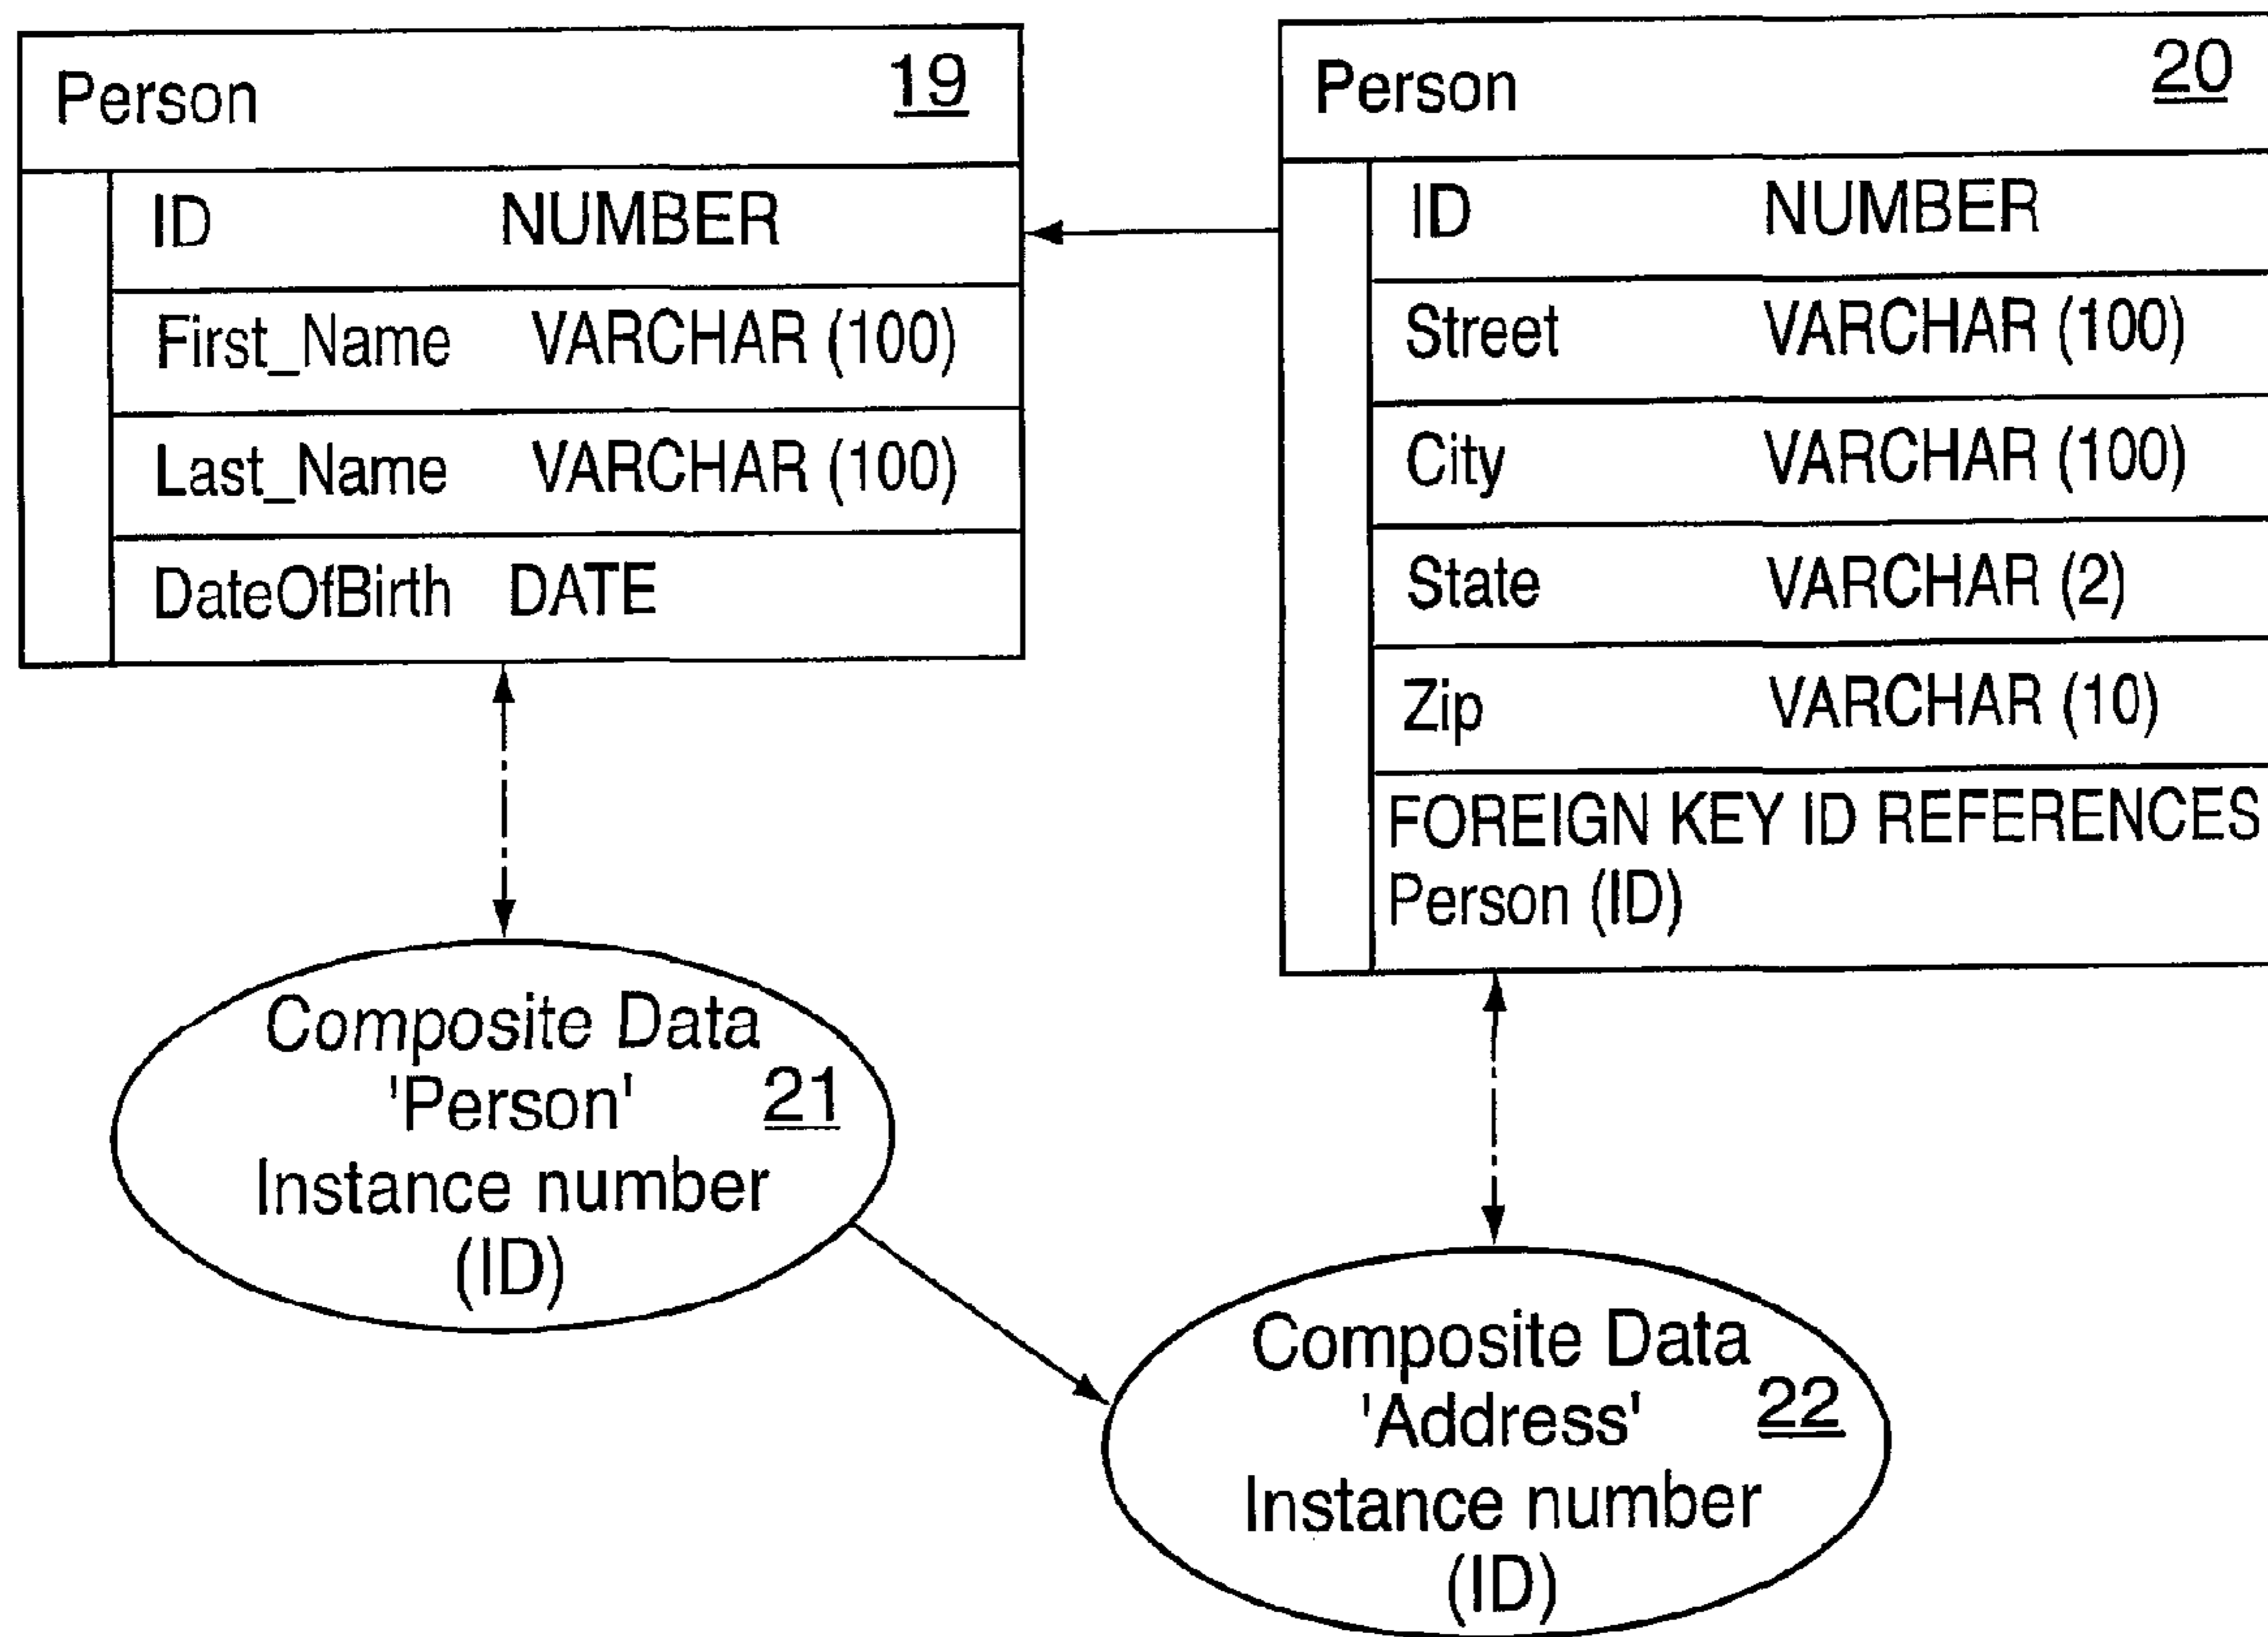 Person 19
ID NUMBER
First_Name VARCHAR (100)
Last_Name VARCHAR (100)
DateOfBirth DATE
Person 20
ID NUMBER
Street VARCHAR (100)
City VARCHAR (100)
State VARCHAR (2)
Zip VARCHAR (10)
FOREIGN KEY ID REFERENCES
Person (ID)
Composite Data
'Person' 21
Instance number
(ID)
Composite Data
'Address' 22
Instance number
(ID)